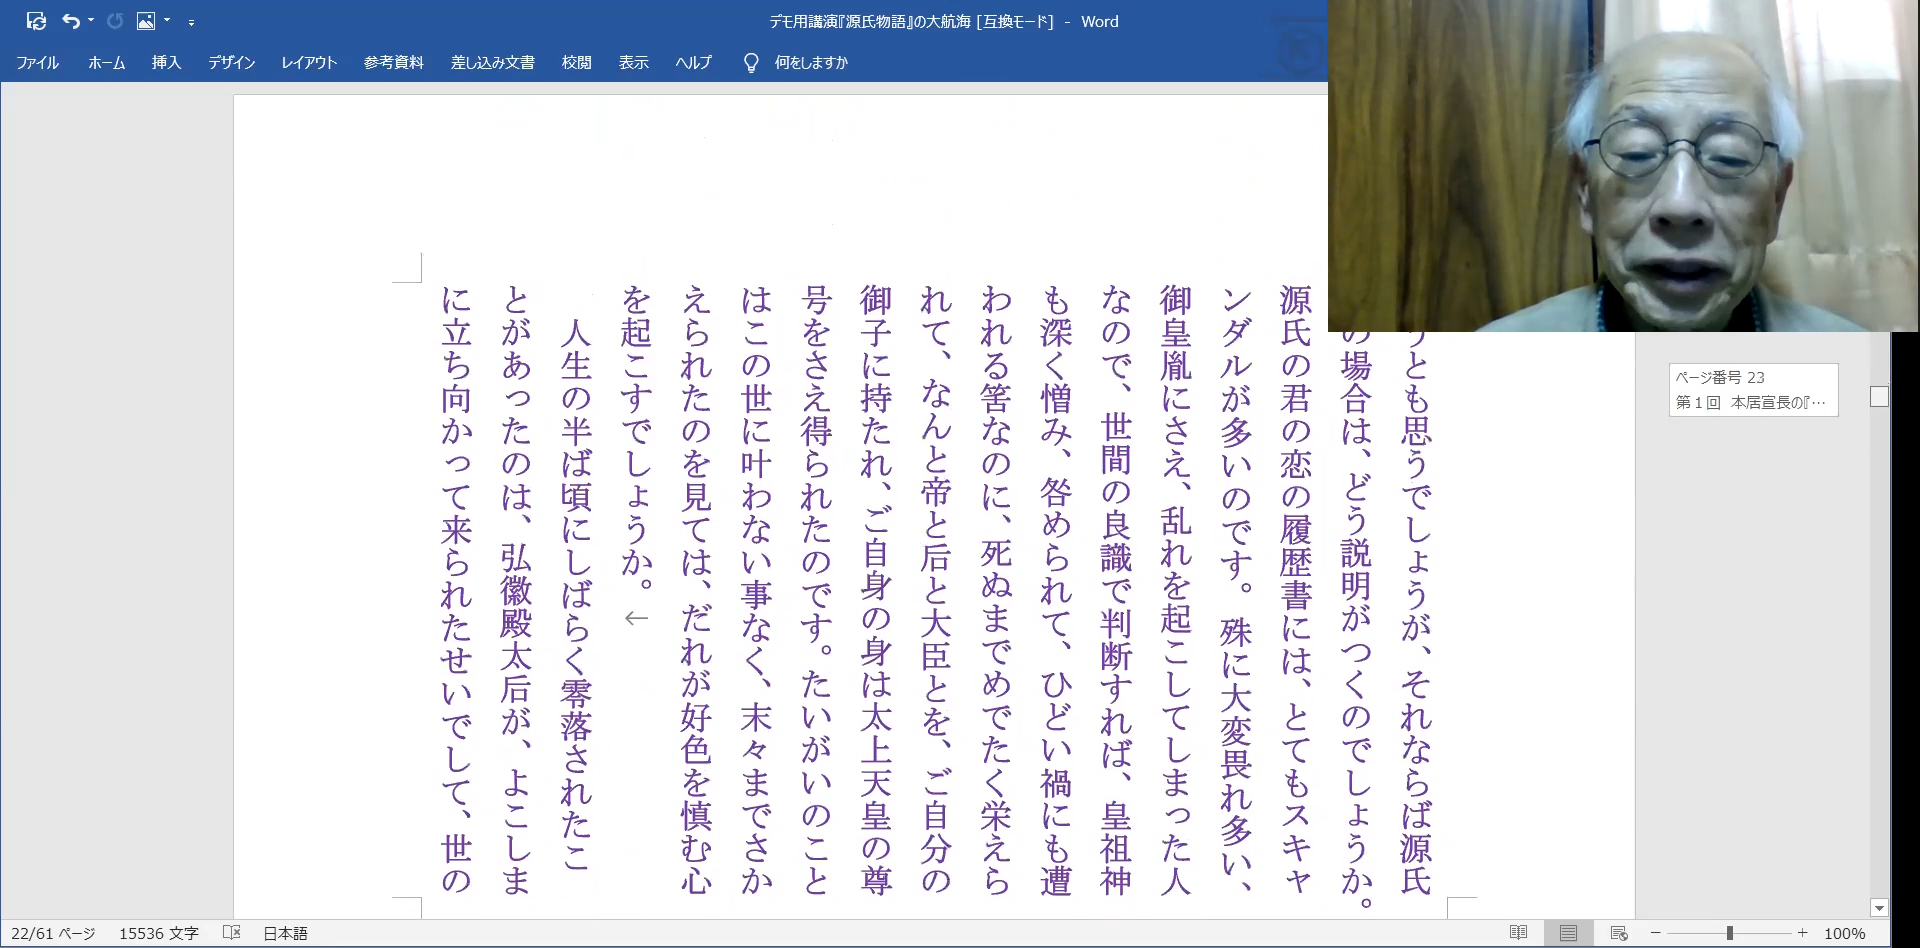 デモ用講演『源氏物語』の大航海 [互換モード] - Word
ファイル ホーム 挿入 デザイン レイアウト 参考資料 差し込み文書 校閲 表示 ヘルプ 何をしますか
うとも思うでしょうが、それならば源氏
の場合は、どう説明がつくのでしょうか。
源氏の君の恋の履歴書には、とてもスキャ
ンダルが多いのです。殊に大変畏れ多い、
御皇胤にさえ、乱れを起こしてしまった人
なので、世間の良識で判断すれば、皇祖神
も深く憎み、咎められて、ひどい禍にも遭
われる筈なのに、死ぬまでめでたく栄えら
れて、なんと帝と后と大臣とを、ご自分の
御子に持たれ、ご自身の身は太上天皇の尊
号をさえ得られたのです。たいがいのこと
はこの世に叶わない事なく、末々までさか
えられたのを見ては、だれが好色を慎む心
を起こすでしょうか。←
人生の半ば頃にしばらく零落されたこ
とがあったのは、弘徽殿太后が、よこしま
に立ち向かって来られたせいでして、世の
ページ番号 23
第 1 回 本居宣長の『…
22/61 ページ 15536 文字 日本語 100%